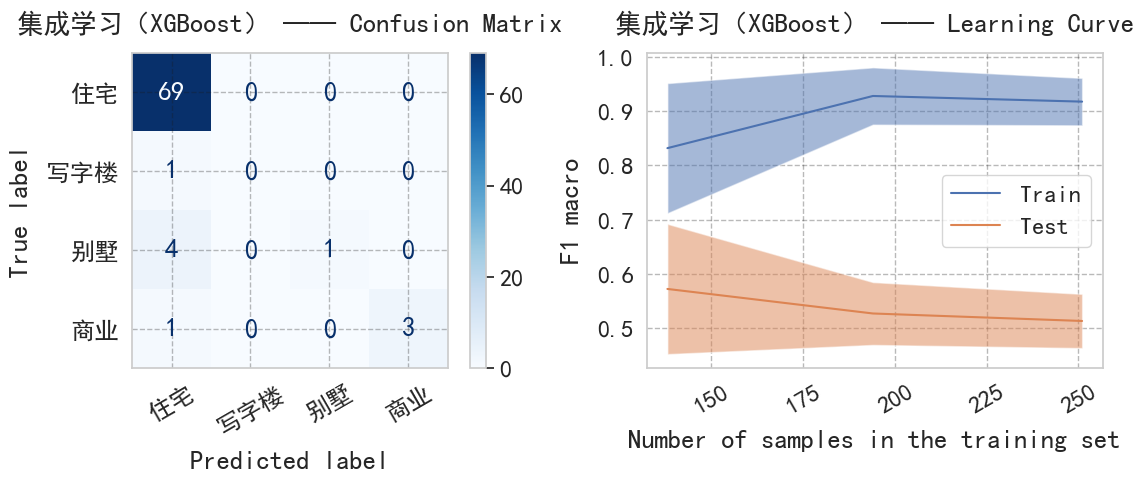 集成学习（XGBoost） —— Confusion Matrix
True label
住宅
写字楼
别墅
商业
69 0 0 0
1 0 0 0
4 0 1 0
1 0 0 3
住宅 写字楼 别墅 商业
Predicted label
60
40
20
0
集成学习（XGBoost） —— Learning Curve
F1 macro
1.0
0.9
0.8
0.7
0.6
0.5
Train
Test
150 175 200 225 250
Number of samples in the training set